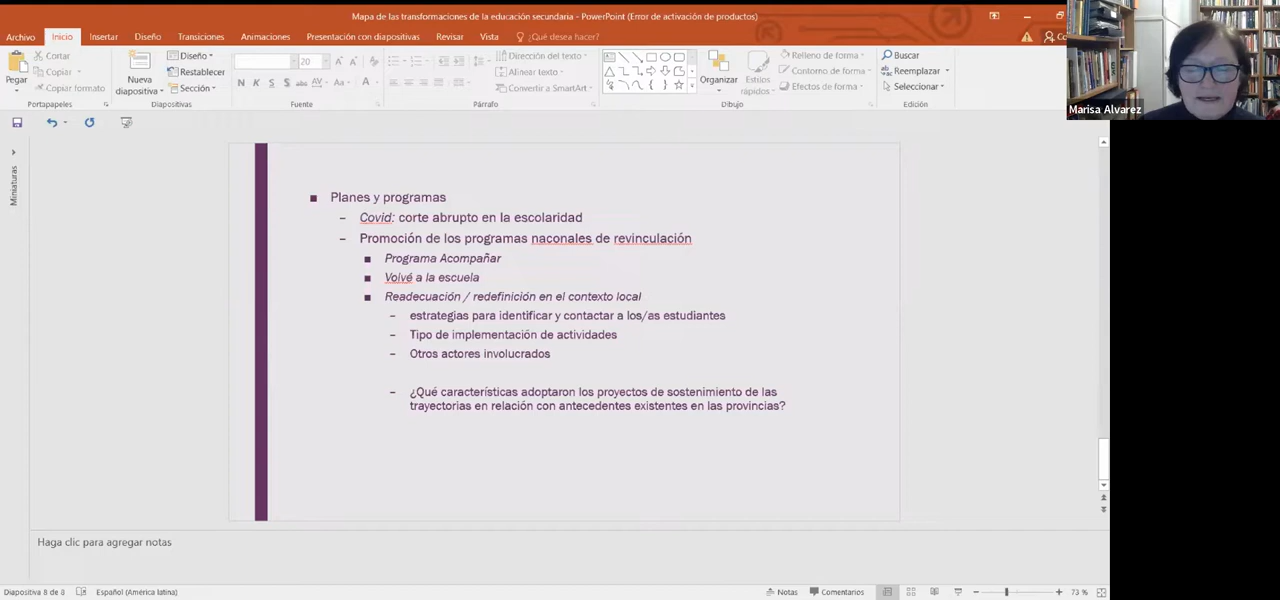 Mapa de las transformaciones de la educación secundaria - PowerPoint (Error de activación de productos)
Archivo Inicio Insertar Diseño Transiciones Animaciones Presentación con diapositivas Revisar Vista ¿Qué desea hacer? Co
Pegar
Cortar
Copiar
Copiar formato
Portapapeles
Nueva
diapositiva
Diseño
Restablecer
Sección
Diapositivas
20
N K S S abc AV Aa A
Fuente
Dirección del texto
Alinear texto
Convertir a SmartArt
Párrafo
Organizar
Estilos
rápidos
Relleno de forma
Contorno de forma
Efectos de forma
Dibujo
Buscar
Reemplazar
Seleccionar
Edición
Marisa Alvarez
Miniaturas
Planes y programas
– Covid: corte abrupto en la escolaridad
– Promoción de los programas naconales de revinculación
Programa Acompañar
Volvé a la escuela
Readecuación / redefinición en el contexto local
– estrategias para identificar y contactar a los/as estudiantes
– Tipo de implementación de actividades
– Otros actores involucrados
– ¿Qué características adoptaron los proyectos de sostenimiento de las
trayectorias en relación con antecedentes existentes en las provincias?
Haga clic para agregar notas
Diapositiva 8 de 8 Español (América latina) Notas Comentarios 73 %